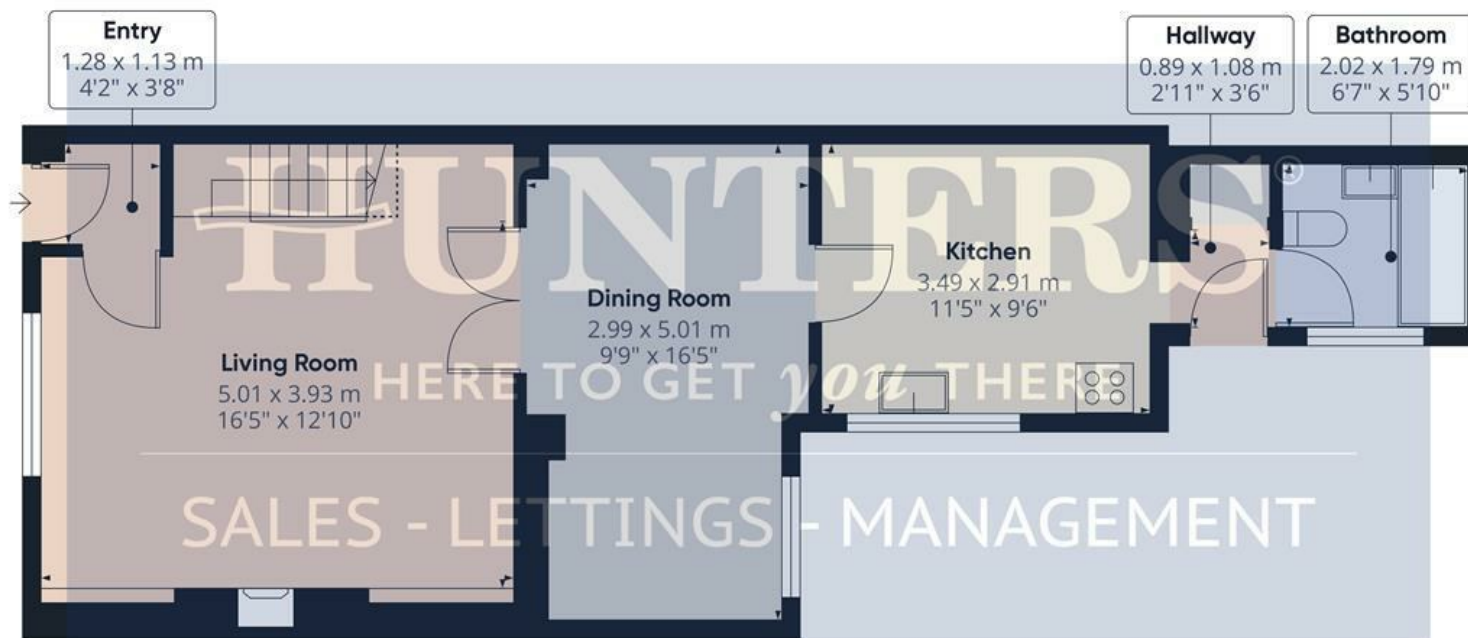 Entry
1.28 x 1.13 m
4'2" x 3'8"
Hallway
0.89 x 1.08 m
2'11" x 3'6"
Bathroom
2.02 x 1.79 m
6'7" x 5'10"
HUNTERS®
Kitchen
3.49 x 2.91 m
11'5" x 9'6"
Dining Room
2.99 x 5.01 m
9'9" x 16'5"
Living Room
5.01 x 3.93 m
16'5" x 12'10"
HERE TO GET you THERE
SALES - LETTINGS - MANAGEMENT